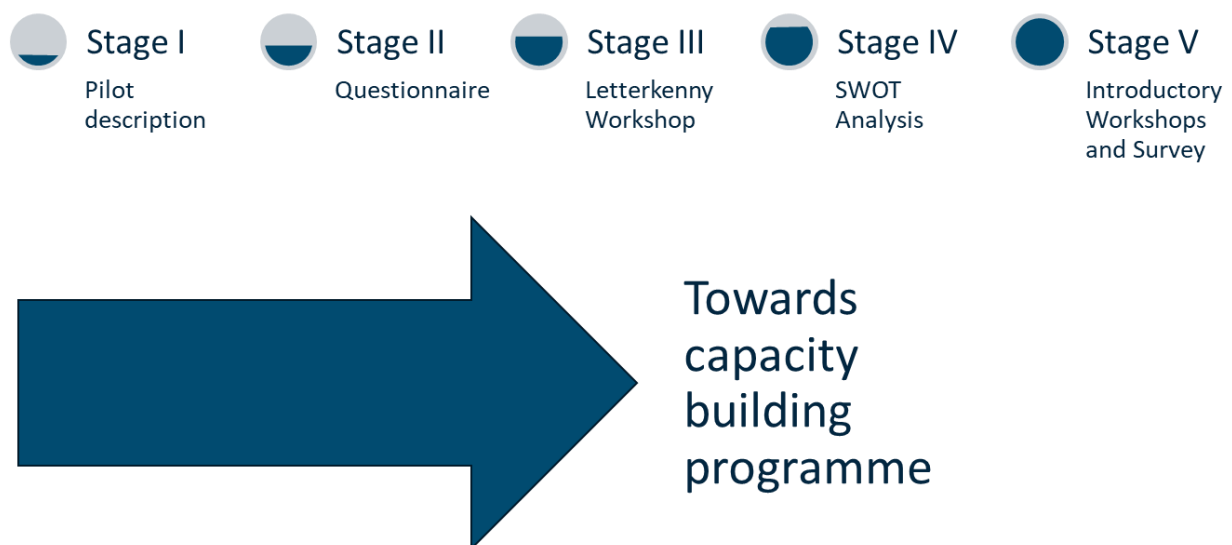 Stage I
Pilot
description
Stage II
Questionnaire
Stage III
Letterkenny
Workshop
Stage IV
SWOT
Analysis
Stage V
Introductory
Workshops
and Survey
Towards
capacity
building
programme